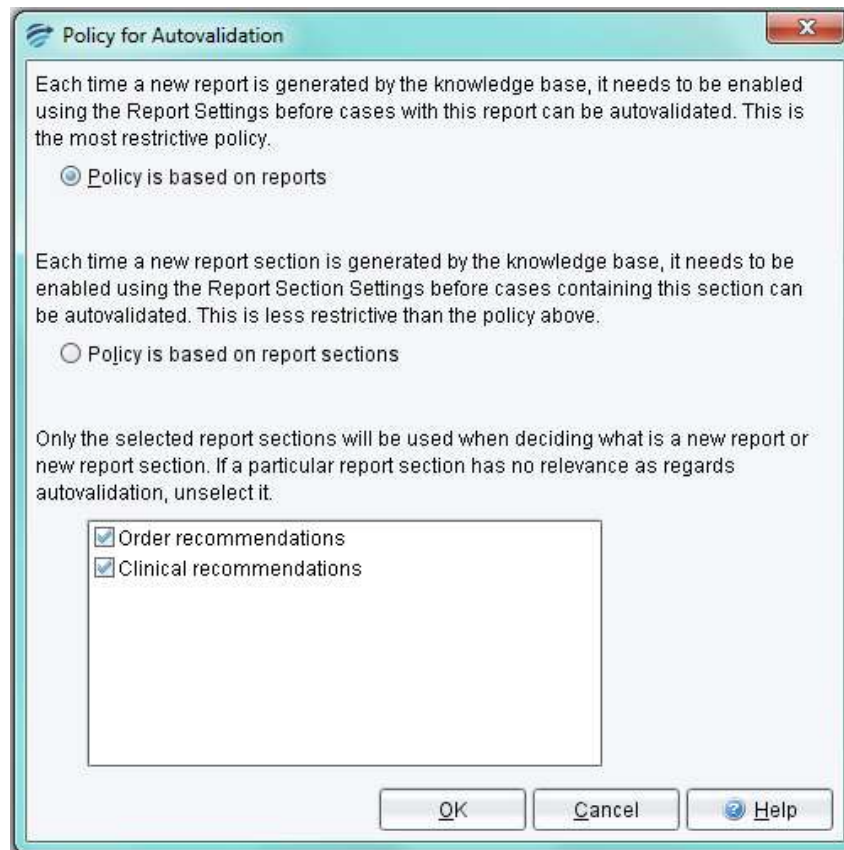 Policy for Autovalidation
Each time a new report is generated by the knowledge base, it needs to be enabled
using the Report Settings before cases with this report can be autovalidated. This is
the most restrictive policy.
Policy is based on reports
Each time a new report section is generated by the knowledge base, it needs to be
enabled using the Report Section Settings before cases containing this section can
be autovalidated. This is less restrictive than the policy above.
Policy is based on report sections
Only the selected report sections will be used when deciding what is a new report or
new report section. If a particular report section has no relevance as regards
autovalidation, unselect it.
Order recommendations
Clinical recommendations
OK Cancel Help